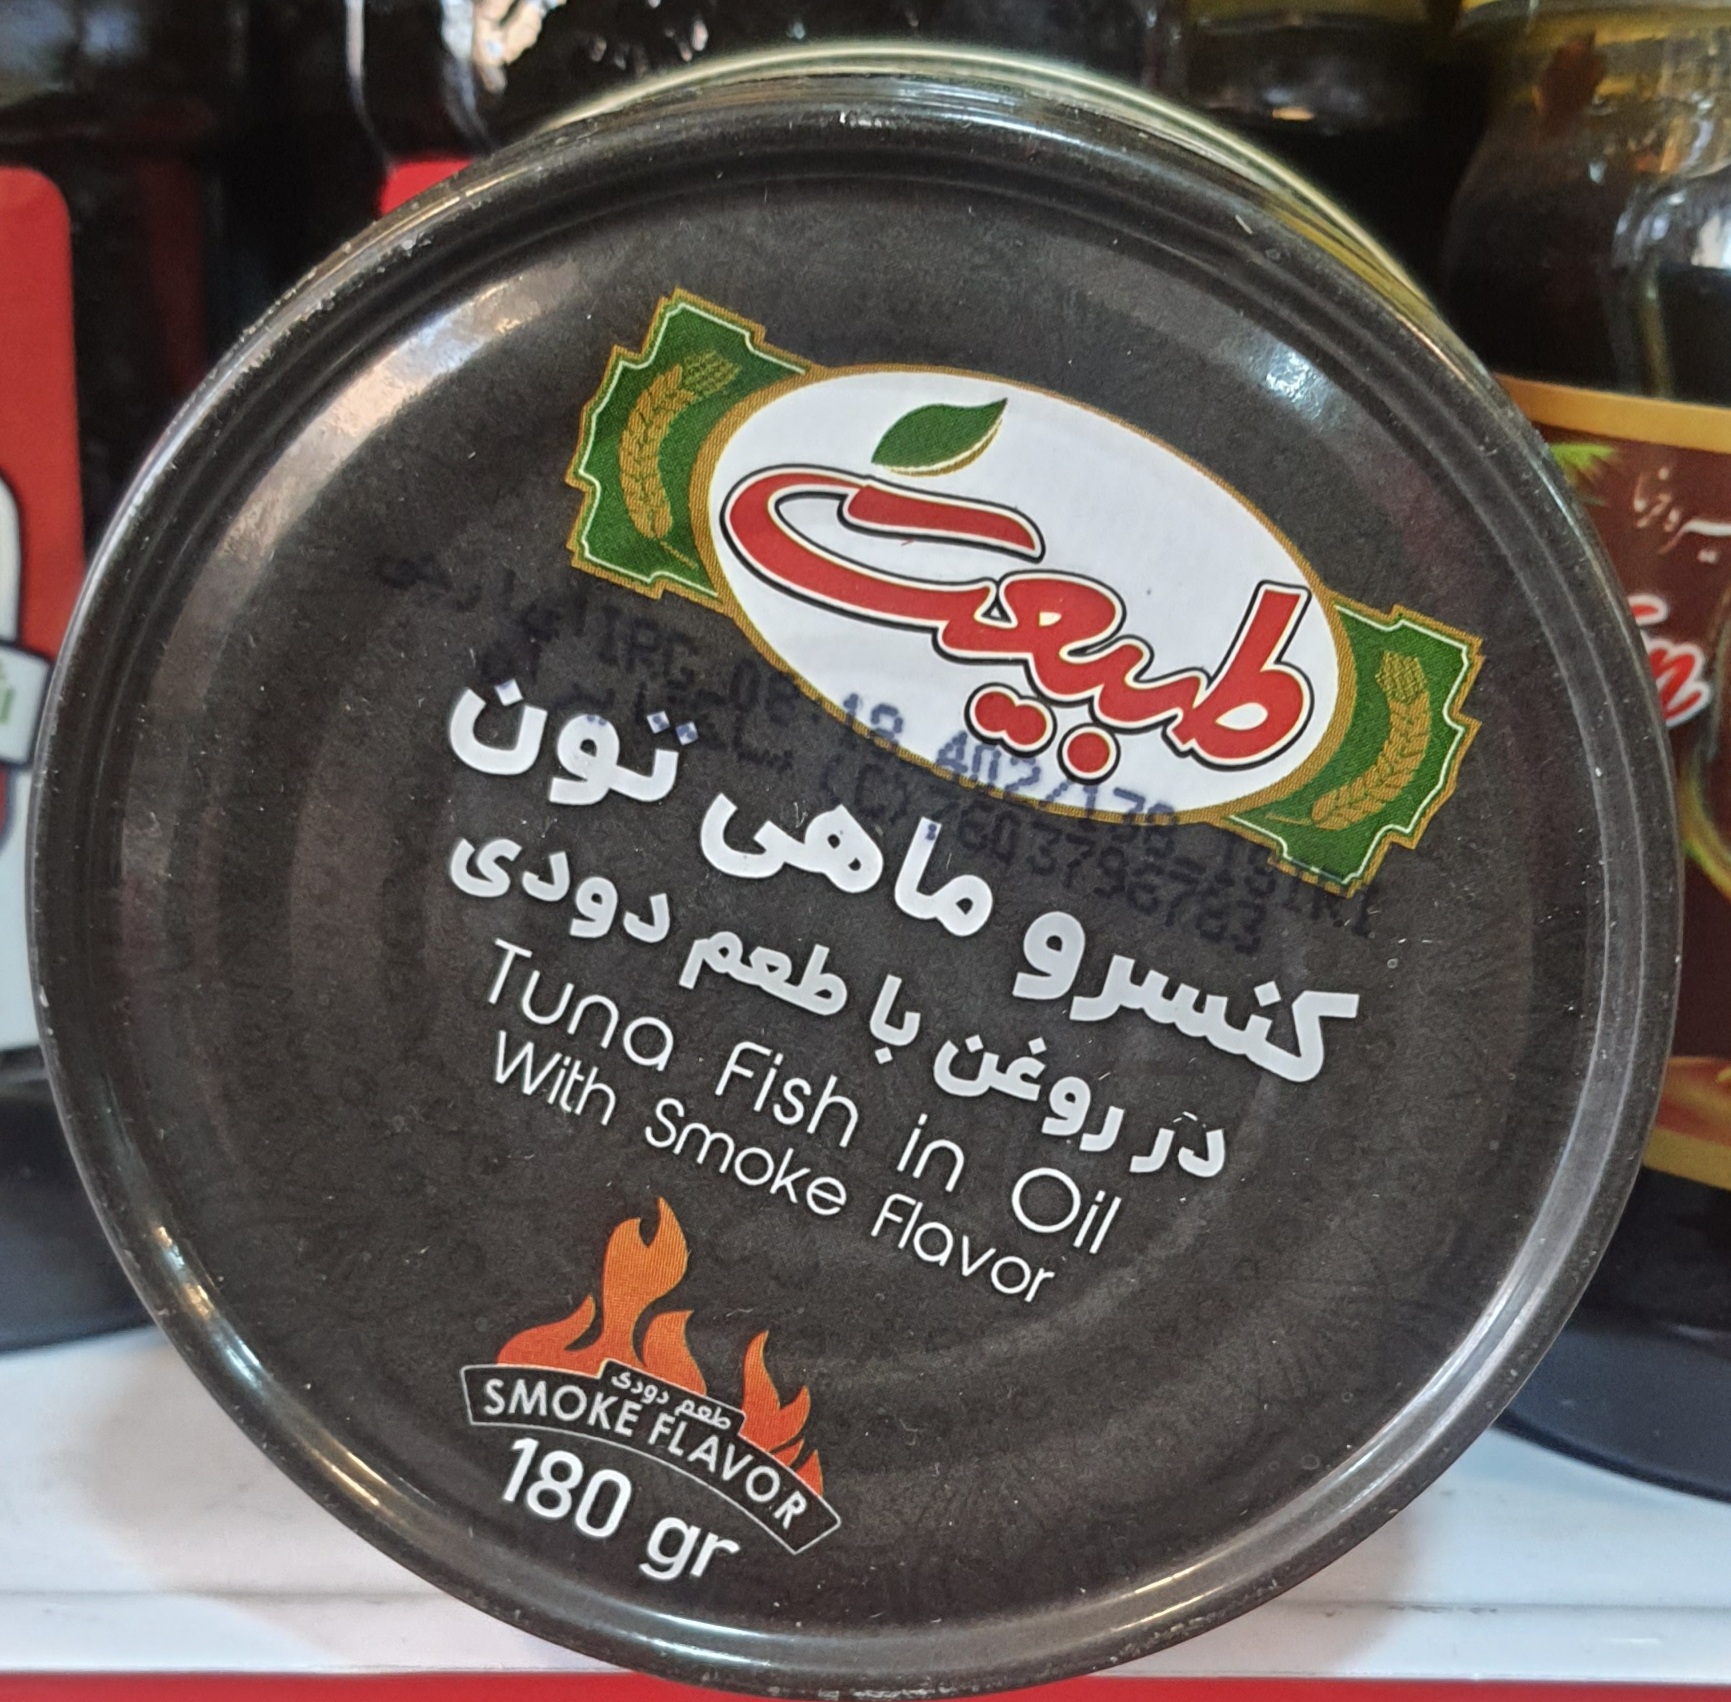 طبیعت
کنسرو ماهی تون
در روغن با طعم دودی
Tuna Fish in Oil
With Smoke Flavor
طعم دودی
SMOKE FLAVOR
180 gr